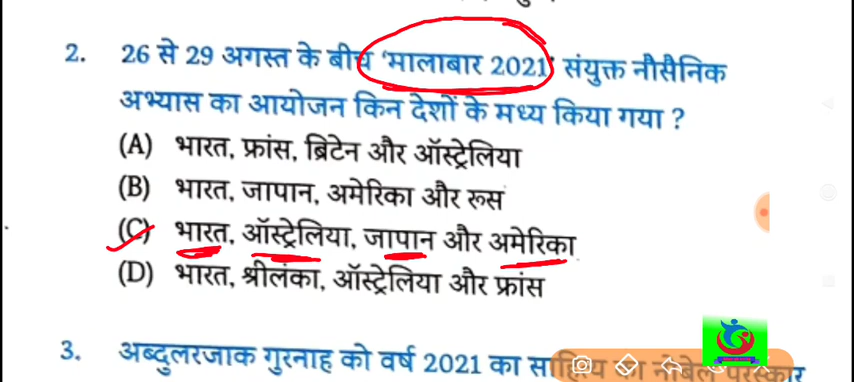 2. 26 से 29 अगस्त के बीच 'मालाबार 2021' संयुक्त नौसैनिक
अभ्यास का आयोजन किन देशों के मध्य किया गया ?
(A) भारत, फ्रांस, ब्रिटेन और ऑस्ट्रेलिया
(B) भारत, जापान, अमेरिका और रूस
(C) भारत, ऑस्ट्रेलिया, जापान और अमेरिका
(D) भारत, श्रीलंका, ऑस्ट्रेलिया और फ्रांस
3. अब्दुलरजाक गुरनाह को वर्ष 2021 का साहित्य का नोबेल पुरस्कार